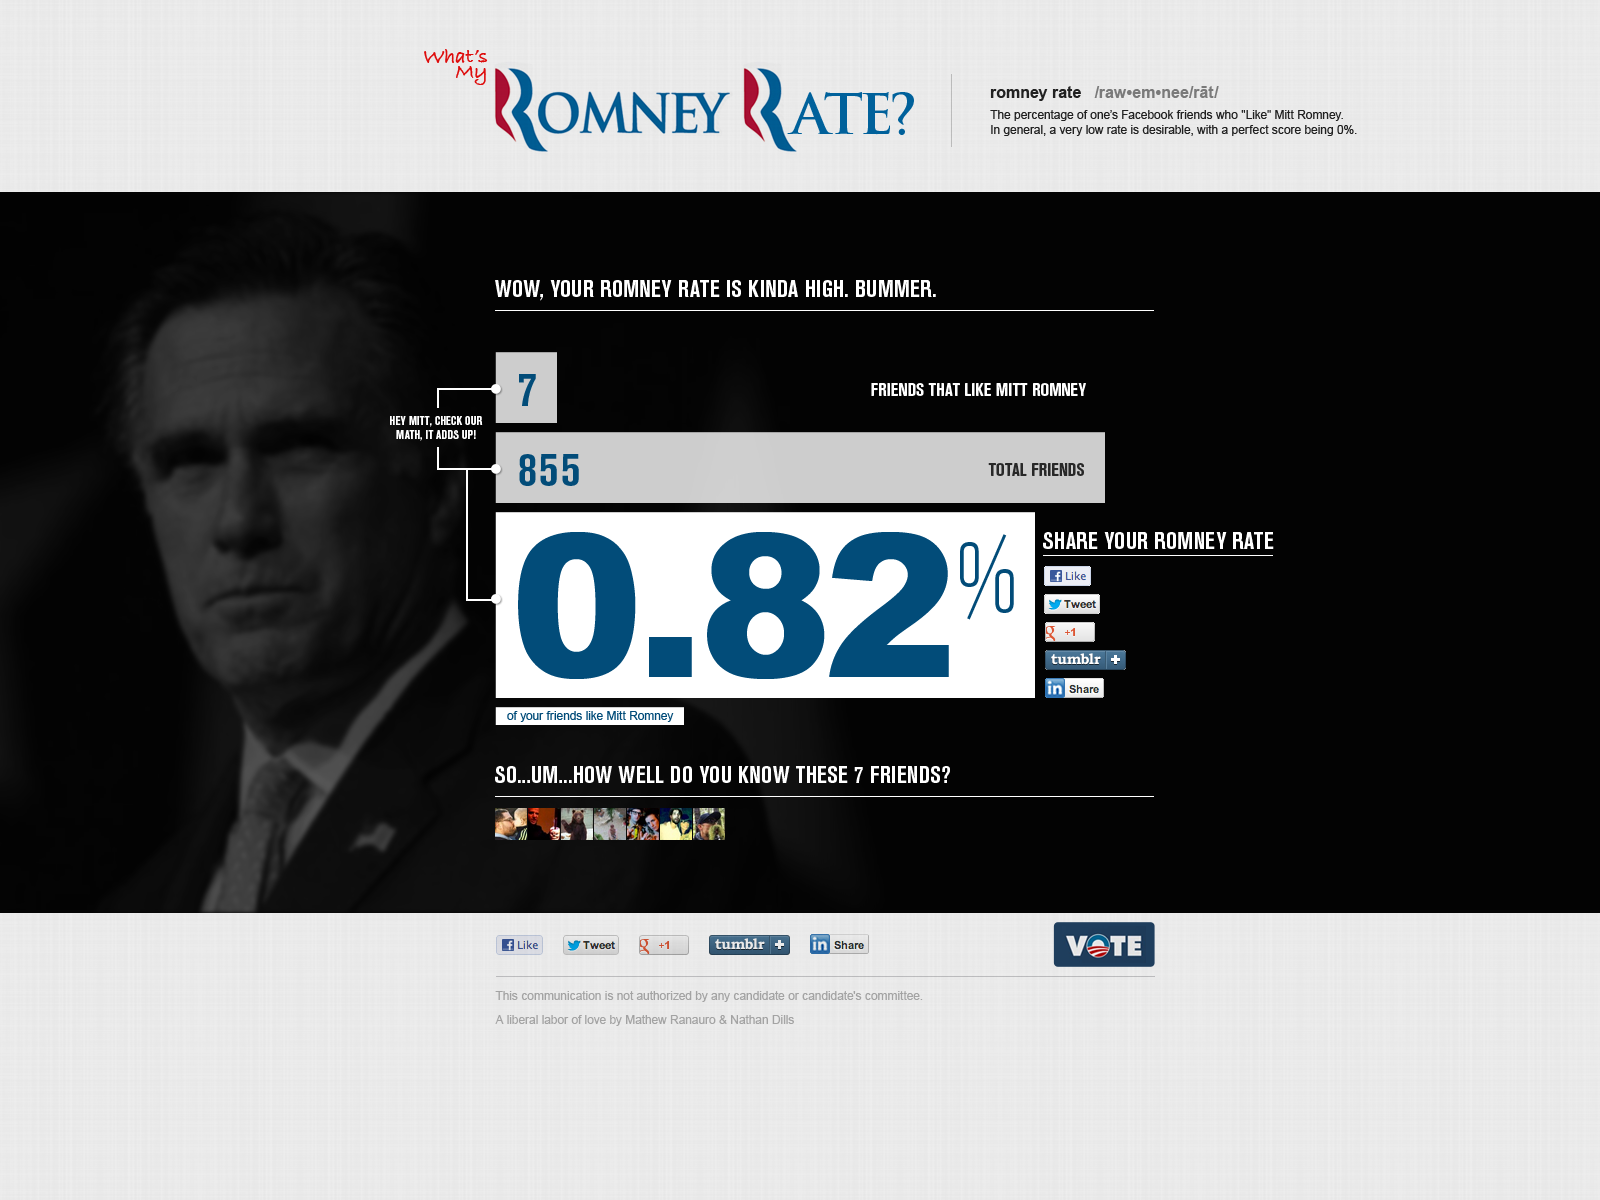 What's
My
ROMNEY RATE?
romney rate /raw•em•nee/rāt/
The percentage of one's Facebook friends who "Like" Mitt Romney.
In general, a very low rate is desirable, with a perfect score being 0%.
WOW, YOUR ROMNEY RATE IS KINDA HIGH. BUMMER.
7
FRIENDS THAT LIKE MITT ROMNEY
HEY MITT, CHECK OUR
MATH, IT ADDS UP!
855
TOTAL FRIENDS
0.82%
SHARE YOUR ROMNEY RATE
Like
Tweet
g +1
tumblr +
in Share
of your friends like Mitt Romney
SO...UM...HOW WELL DO YOU KNOW THESE 7 FRIENDS?
Like Tweet g +1 tumblr + in Share
VOTE
This communication is not authorized by any candidate or candidate's committee.
A liberal labor of love by Mathew Ranauro & Nathan Dills